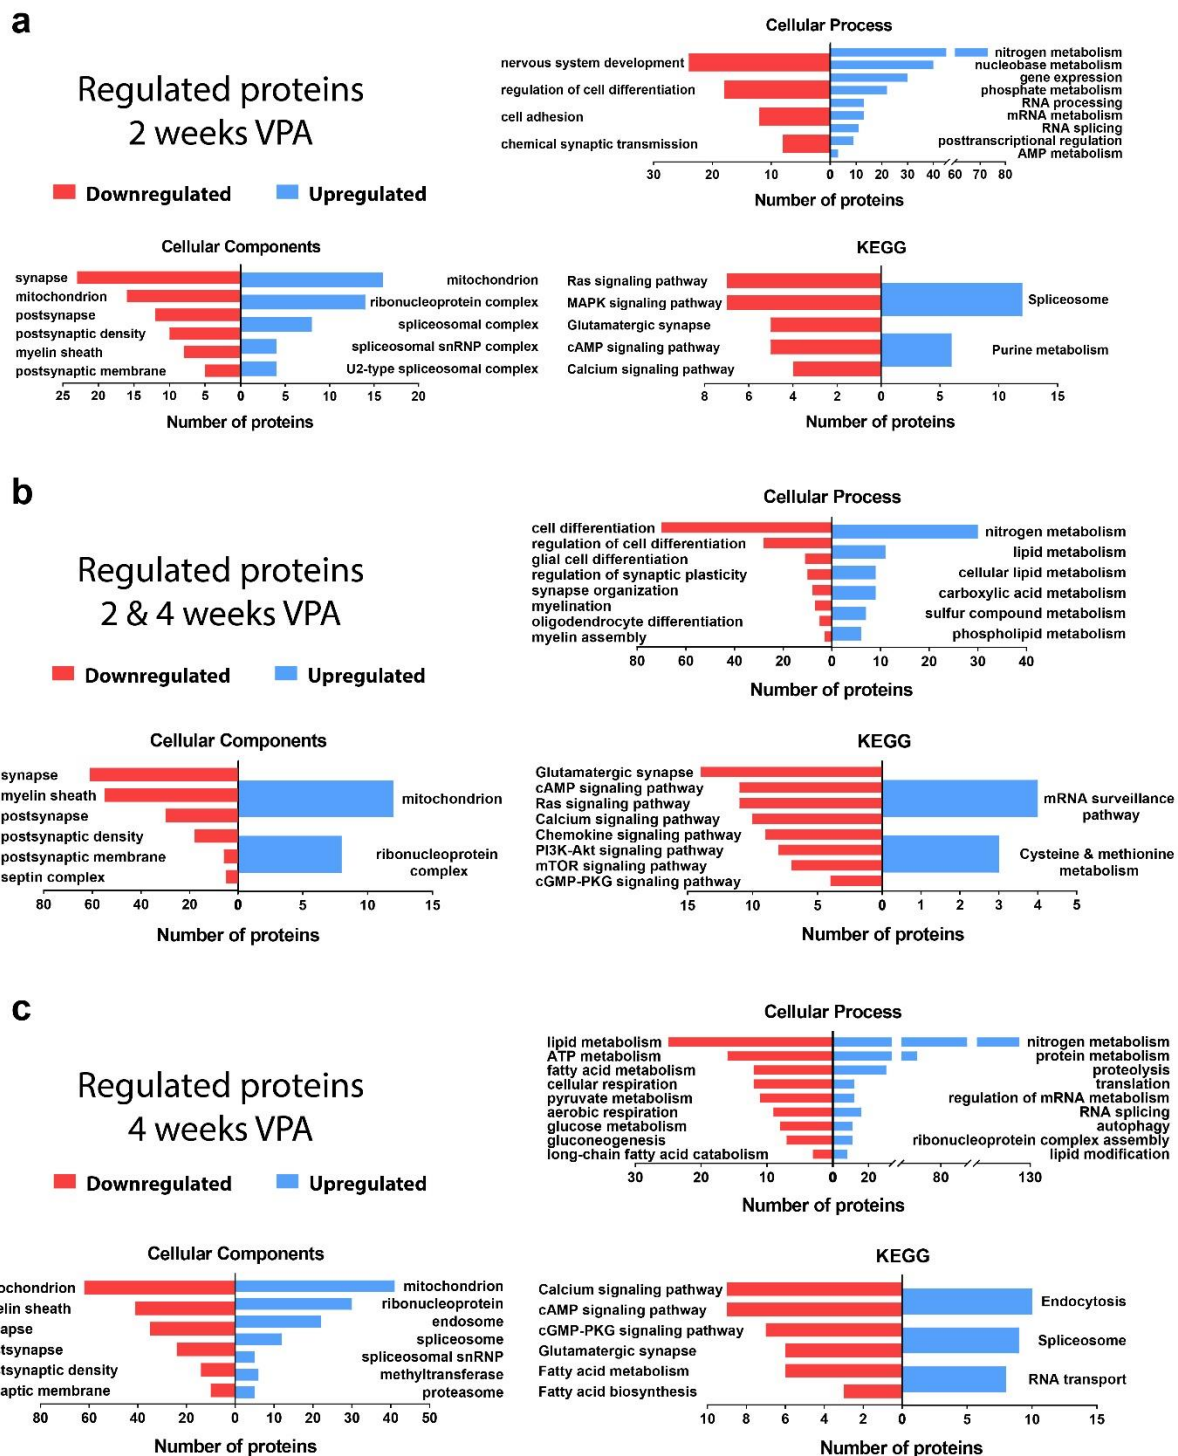 a
Regulated proteins
2 weeks VPA
Downregulated
Upregulated
Cellular Process
nervous system development
regulation of cell differentiation
cell adhesion
chemical synaptic transmission
nitrogen metabolism
nucleobase metabolism
gene expression
phosphate metabolism
RNA processing
mRNA metabolism
RNA splicing
posttranscriptional regulation
AMP metabolism
30 20 10 0 10 20 30 40 60 80
Number of proteins
Cellular Components
synapse
mitochondrion
postsynapse
postsynaptic density
myelin sheath
postsynaptic membrane
mitochondrion
ribonucleoprotein complex
spliceosomal complex
spliceosomal snRNP complex
U2-type spliceosomal complex
25 20 15 10 5 0 5 10 15 20
Number of proteins
KEGG
Ras signaling pathway
MAPK signaling pathway
Glutamatergic synapse
cAMP signaling pathway
Calcium signaling pathway
Spliceosome
Purine metabolism
8 6 4 2 0 5 10 15
Number of proteins
b
Regulated proteins
2 & 4 weeks VPA
Downregulated
Upregulated
Cellular Process
cell differentiation
regulation of cell differentiation
glial cell differentiation
regulation of synaptic plasticity
synapse organization
myelination
oligodendrocyte differentiation
myelin assembly
nitrogen metabolism
lipid metabolism
cellular lipid metabolism
carboxylic acid metabolism
sulfur compound metabolism
phospholipid metabolism
80 60 40 20 0 10 20 30 40
Number of proteins
Cellular Components
synapse
myelin sheath
postsynapse
postsynaptic density
postsynaptic membrane
septin complex
mitochondrion
ribonucleoprotein
complex
80 60 40 20 0 5 10 15
Number of proteins
KEGG
Glutamatergic synapse
cAMP signaling pathway
Ras signaling pathway
Calcium signaling pathway
Chemokine signaling pathway
PI3K-Akt signaling pathway
mTOR signaling pathway
cGMP-PKG signaling pathway
mRNA surveillance
pathway
Cysteine & methionine
metabolism
15 10 5 0 1 2 3 4 5
Number of proteins
c
Regulated proteins
4 weeks VPA
Downregulated
Upregulated
Cellular Process
lipid metabolism
ATP metabolism
fatty acid metabolism
cellular respiration
pyruvate metabolism
aerobic respiration
glucose metabolism
gluconeogenesis
long-chain fatty acid catabolism
nitrogen metabolism
protein metabolism
proteolysis
translation
regulation of mRNA metabolism
RNA splicing
autophagy
ribonucleoprotein complex assembly
lipid modification
30 20 10 0 20 80 130
Number of proteins
Cellular Components
ochondrion
elin sheath
apse
tsynapse
tsynaptic density
aptic membrane
mitochondrion
ribonucleoprotein
endosome
spliceosome
spliceosomal snRNP
methyltransferase
proteasome
80 60 40 20 0 10 20 30 40 50
Number of proteins
KEGG
Calcium signaling pathway
cAMP signaling pathway
cGMP-PKG signaling pathway
Glutamatergic synapse
Fatty acid metabolism
Fatty acid biosynthesis
Endocytosis
Spliceosome
RNA transport
10 8 6 4 2 0 5 10 15
Number of proteins